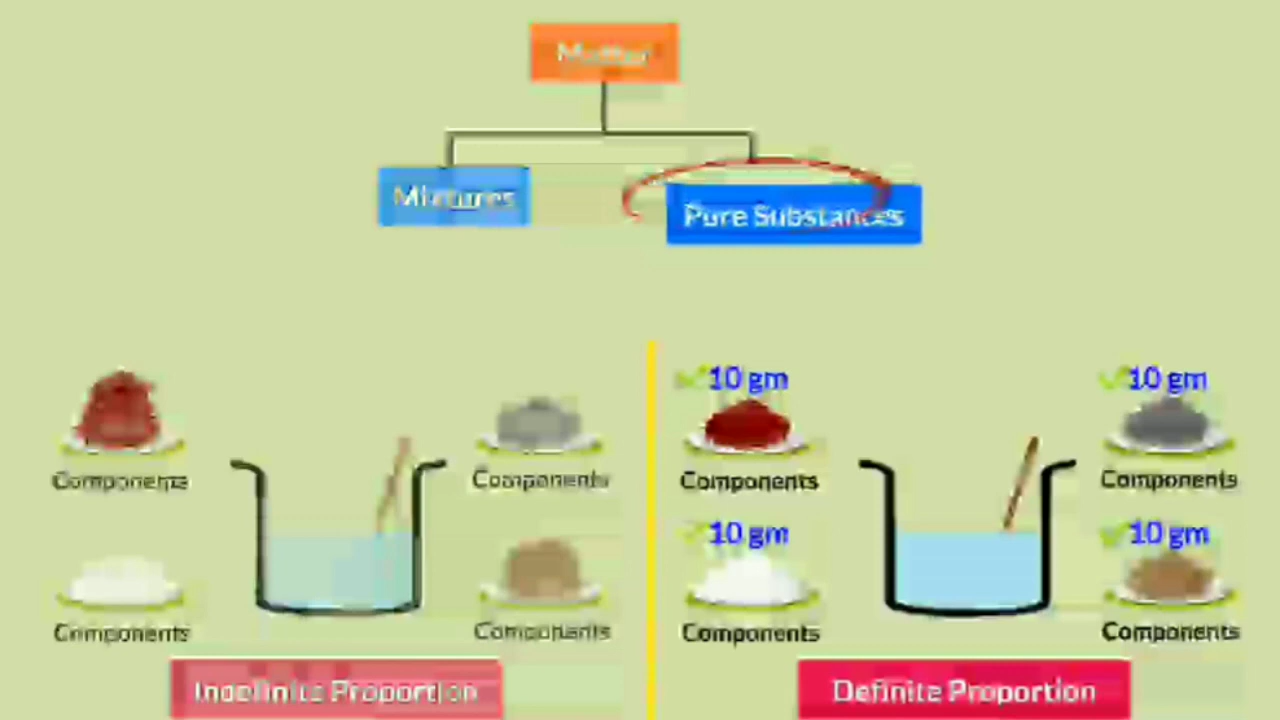 Matter
Mixtures
Pure Substances
10 gm
10 gm
Components
Components
Components
Components
10 gm
10 gm
Components
Components
Components
Components
Indefinite Proportion
Definite Proportion